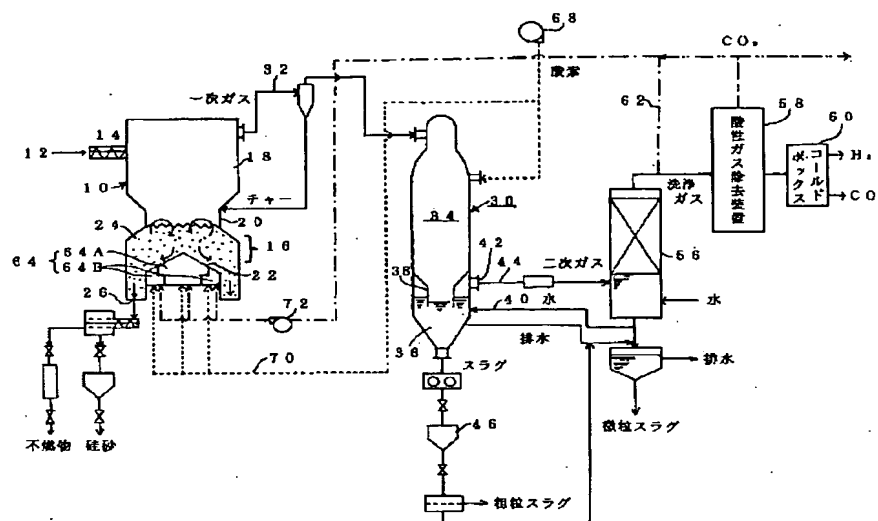 68
CO₂
酸素
32
一次ガス
62
58
酸性ガス除去装置
60
コールドボックス
H₂
CO
14
12
18
10
チャー
洗浄ガス
30
24
20
34
16
64A
64
64B
22
42
44
二次ガス
38
56
26
72
40
水
水
36
排水
排水
70
スラグ
微粒スラグ
46
不燃物
硅砂
粗粒スラグ